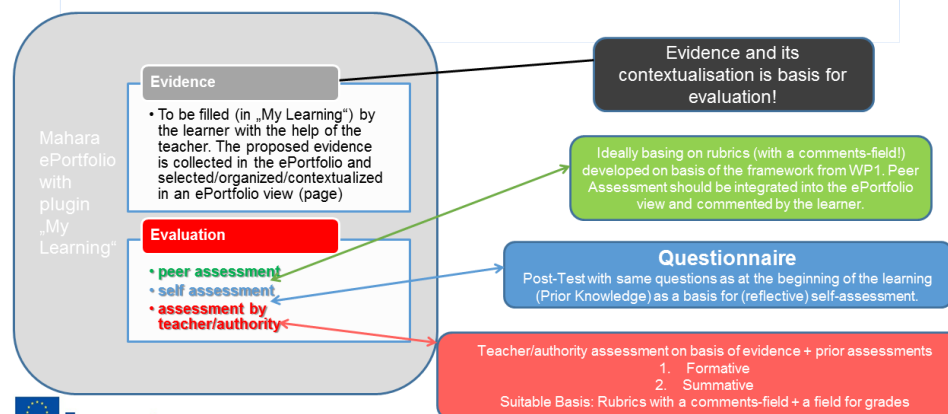 Evidence
• To be filled (in „My Learning“) by
the learner with the help of the
teacher. The proposed evidence
is collected in the ePortfolio and
selected/organized/contextualized
in an ePortfolio view (page)
Mahara
ePortfolio
with
plugin
„My
Learning“
Evaluation
• peer assessment
• self assessment
• assessment by
teacher/authority
Evidence and its
contextualisation is basis for
evaluation!
Ideally basing on rubrics (with a comments-field!)
developed on basis of the framework from WP1. Peer
Assessment should be integrated into the ePortfolio
view and commented by the learner.
Questionnaire
Post-Test with same questions as at the beginning of the learning
(Prior Knowledge) as a basis for (reflective) self-assessment.
Teacher/authority assessment on basis of evidence + prior assessments
1. Formative
2. Summative
Suitable Basis: Rubrics with a comments-field + a field for grades